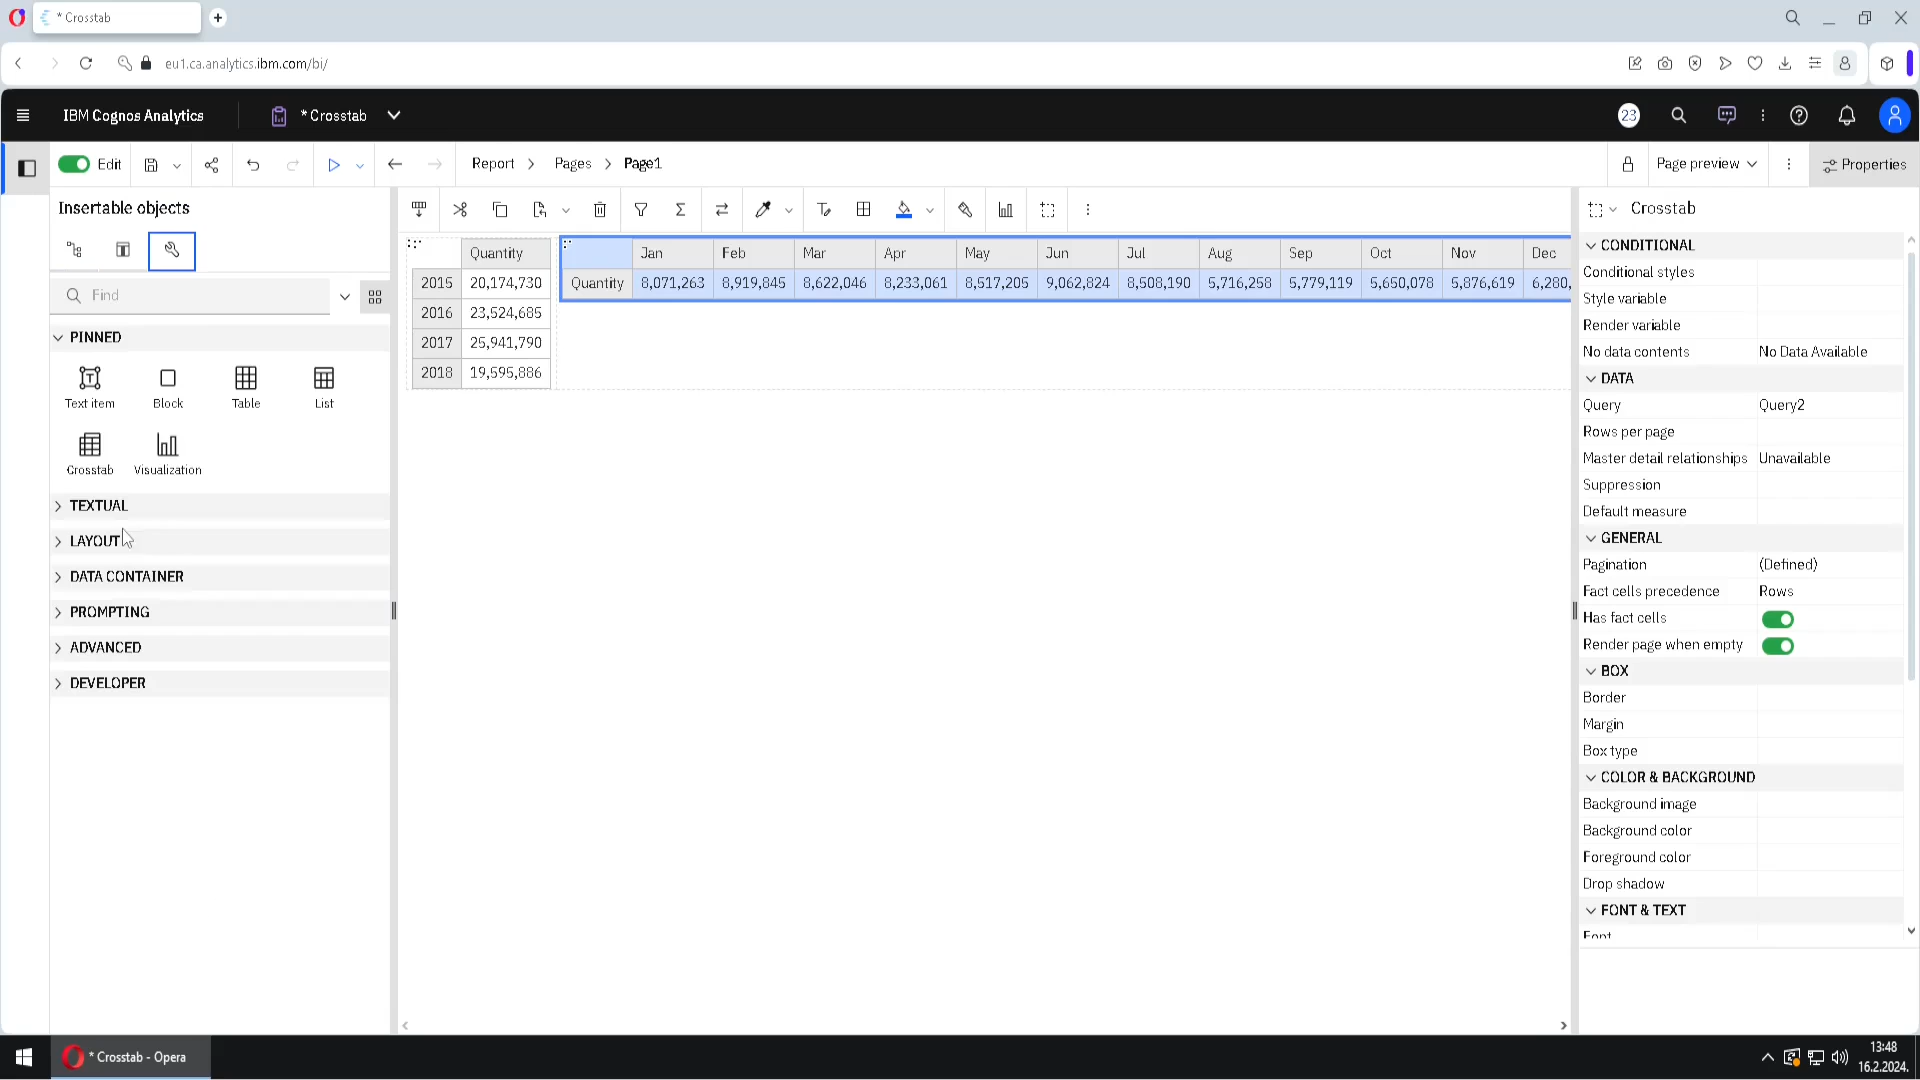 * Crosstab
eu1.ca.analytics.ibm.com/bi/
IBM Cognos Analytics
* Crosstab
23
Edit
Report > Pages > Page1
Page preview
Properties
Insertable objects
Find
PINNED
Text item Block Table List
Crosstab Visualization
TEXTUAL
LAYOUT
DATA CONTAINER
PROMPTING
ADVANCED
DEVELOPER
Quantity
2015 20,174,730
2016 23,524,685
2017 25,941,790
2018 19,595,886
Jan Feb Mar Apr May Jun Jul Aug Sep Oct Nov Dec
Quantity 8,071,263 8,919,845 8,622,046 8,233,061 8,517,205 9,062,824 8,508,190 5,716,258 5,779,119 5,650,078 5,876,619 6,280,
Crosstab
CONDITIONAL
Conditional styles
Style variable
Render variable
No data contents No Data Available
DATA
Query Query2
Rows per page
Master detail relationships Unavailable
Suppression
Default measure
GENERAL
Pagination (Defined)
Fact cells precedence Rows
Has fact cells
Render page when empty
BOX
Border
Margin
Box type
COLOR & BACKGROUND
Background image
Background color
Foreground color
Drop shadow
FONT & TEXT
Font
* Crosstab - Opera
13:48
16.2.2024.